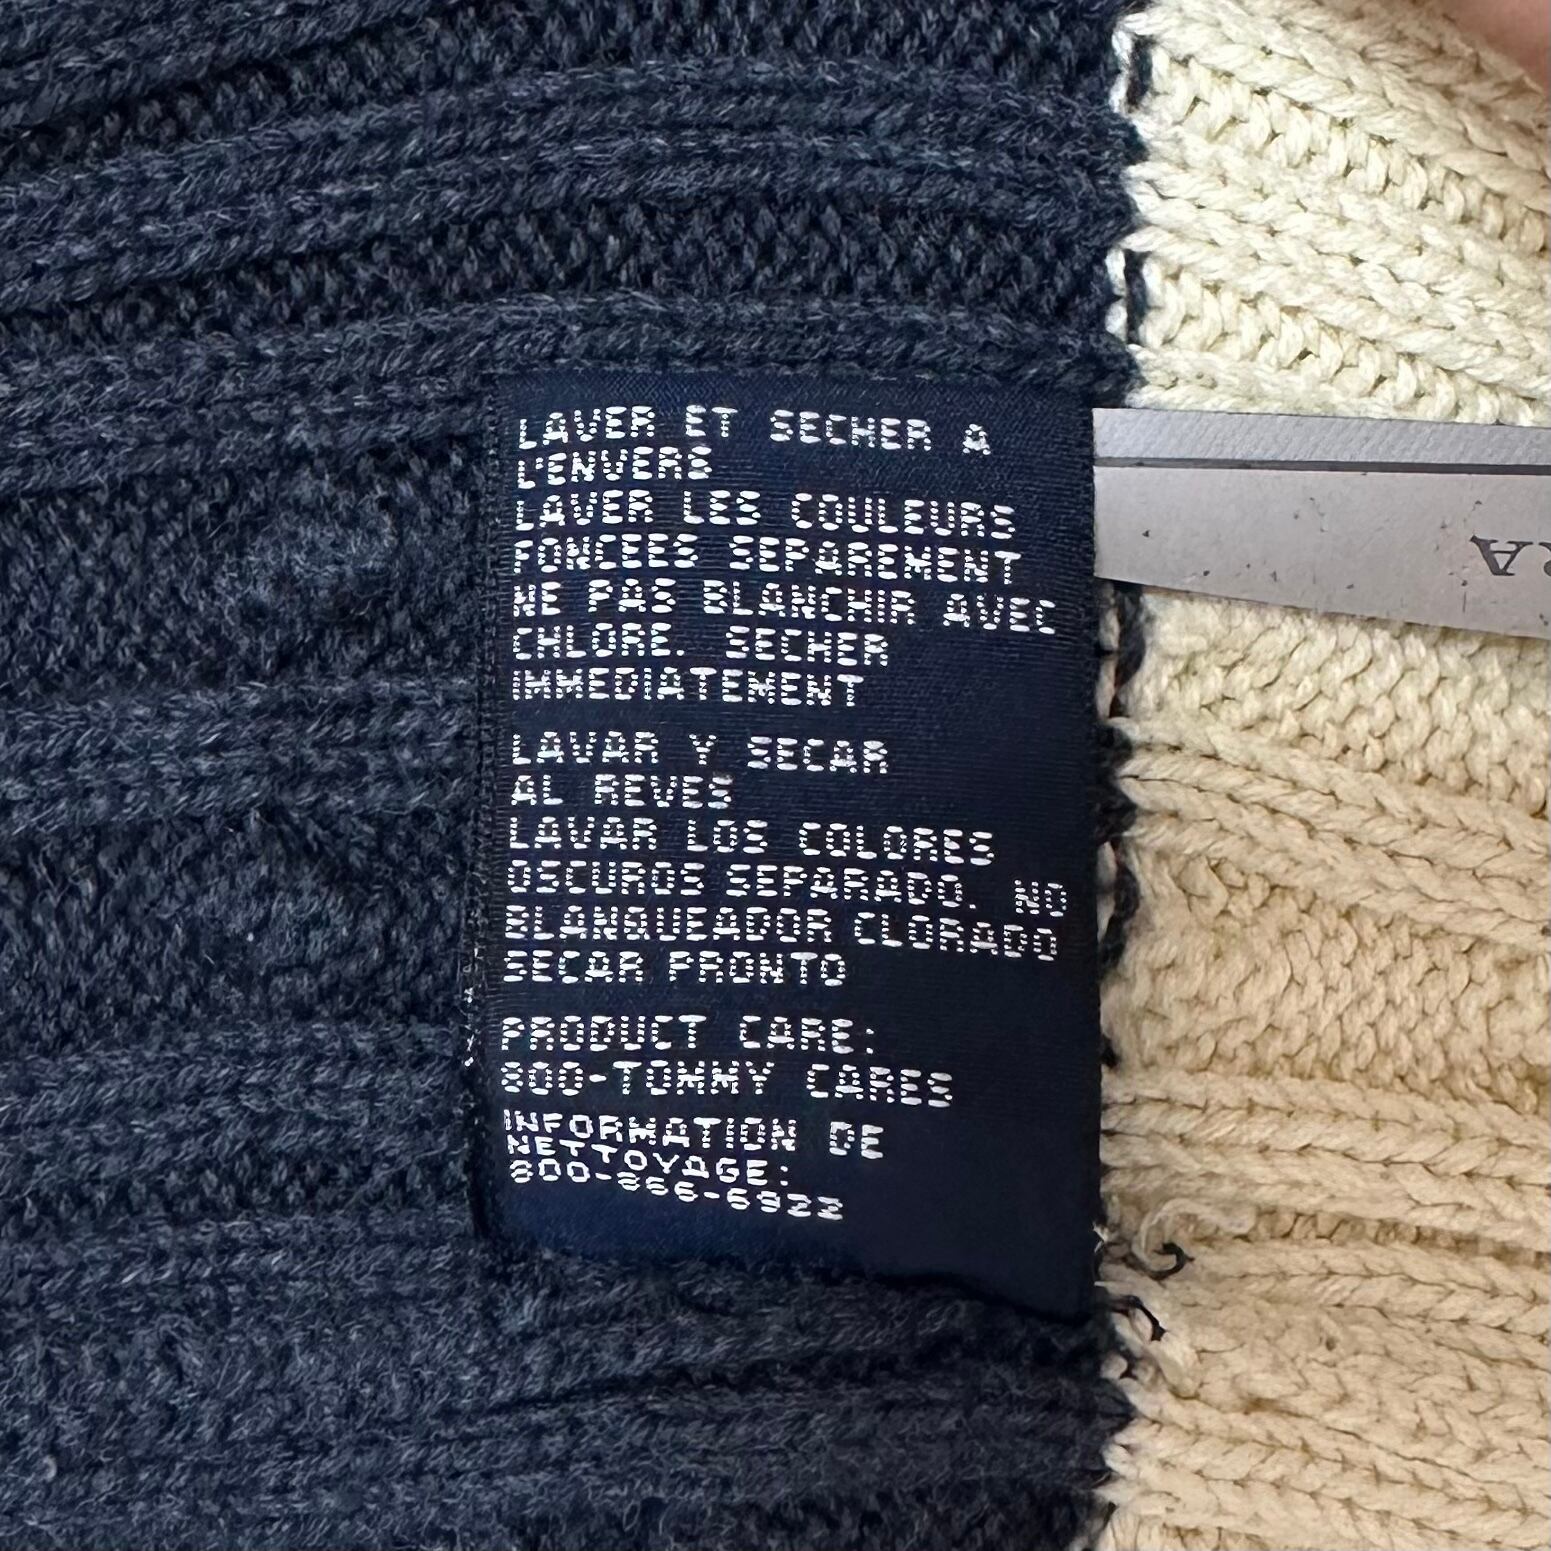 LAVER ET SECHER A
L'ENVERS
LAVER LES COULEURS
FONCEES SEPAREMENT
NE PAS BLANCHIR AVEC
CHLORE. SECHER
IMMEDIATEMENT
LAVAR Y SECAR
AL REVES
LAVAR LOS COLORES
OSCUROS SEPARADO. NO
BLANQUEADOR CLORADO
SECAR PRONTO
PRODUCT CARE:
800-TOMMY CARES
INFORMATION DE
NETTOYAGE:
800-866-6922